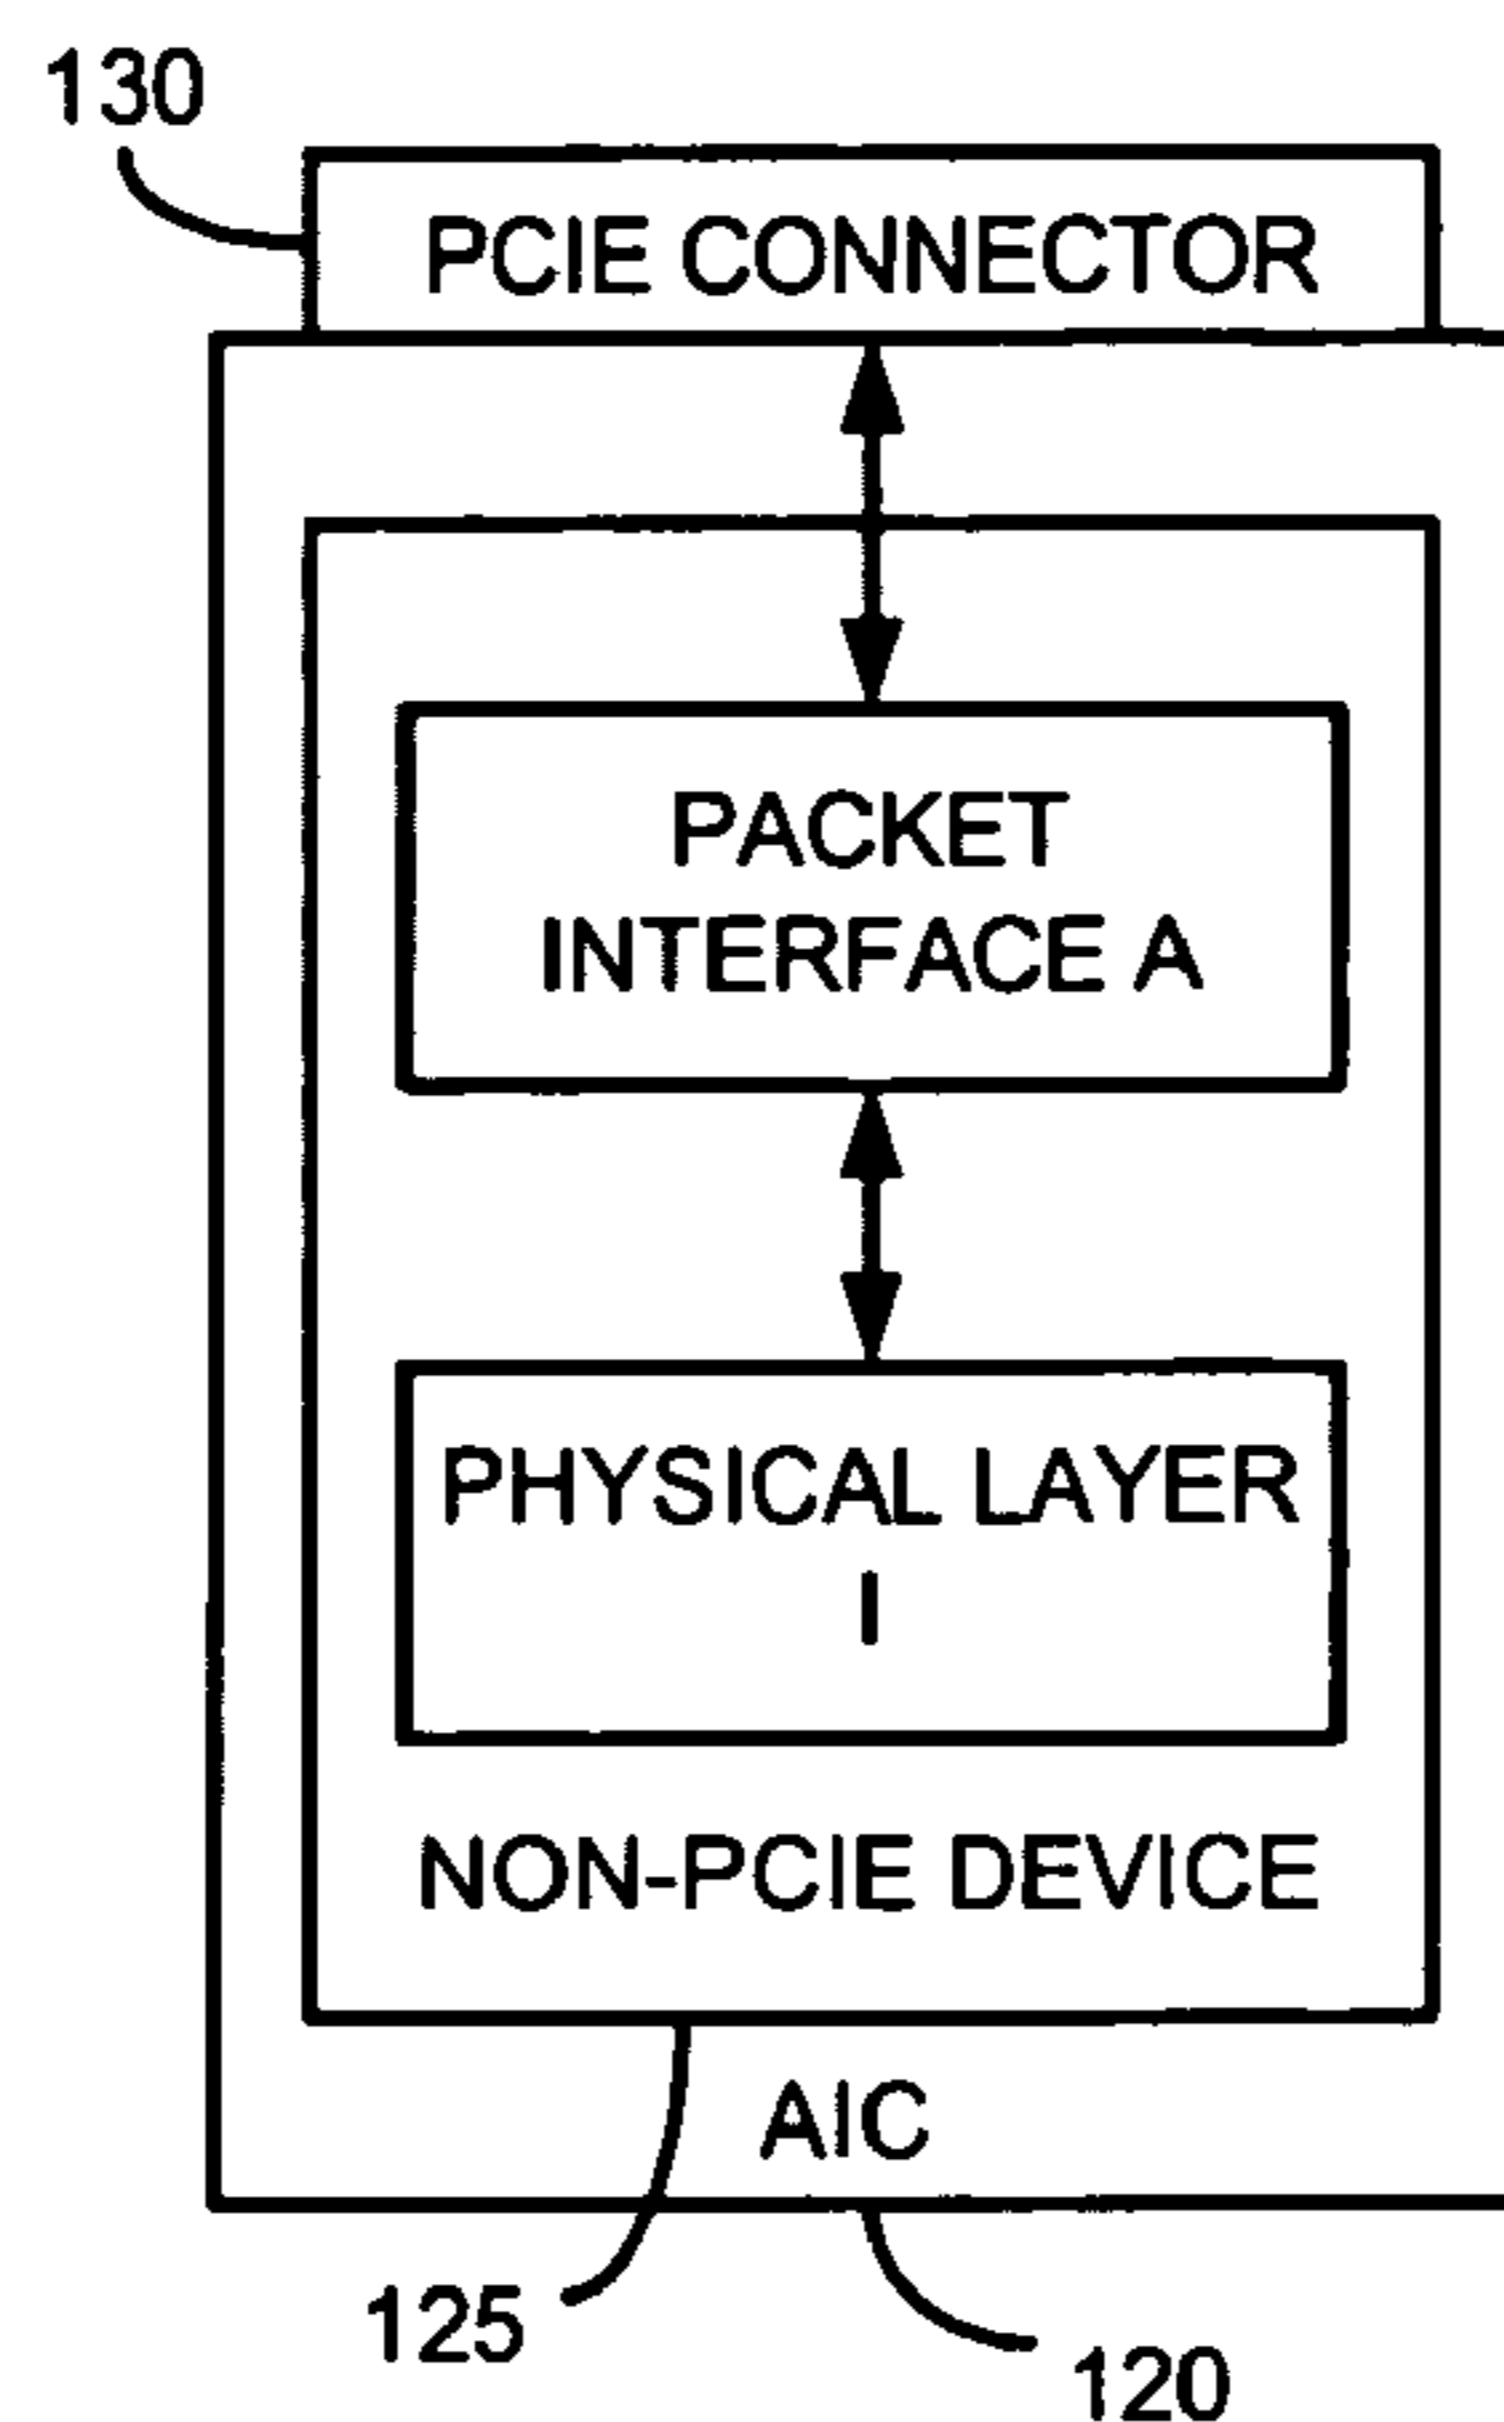 130
PCIE CONNECTOR
PACKET
INTERFACE A
PHYSICAL LAYER
I
NON-PCIE DEVICE
AIC
125
120